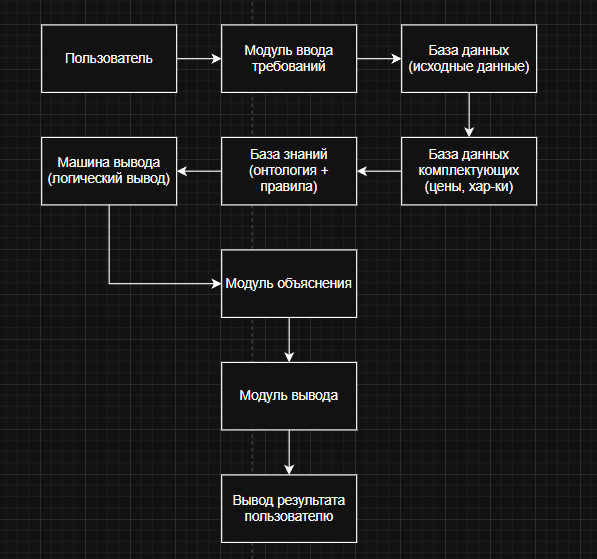 Пользователь
Модуль ввода
требований
База данных
(исходные данные)
Машина вывода
(логический вывод)
База знаний
(онтология +
правила)
База данных
комплектующих
(цены, хар-ки)
Модуль объяснения
Модуль вывода
Вывод результата
пользователю